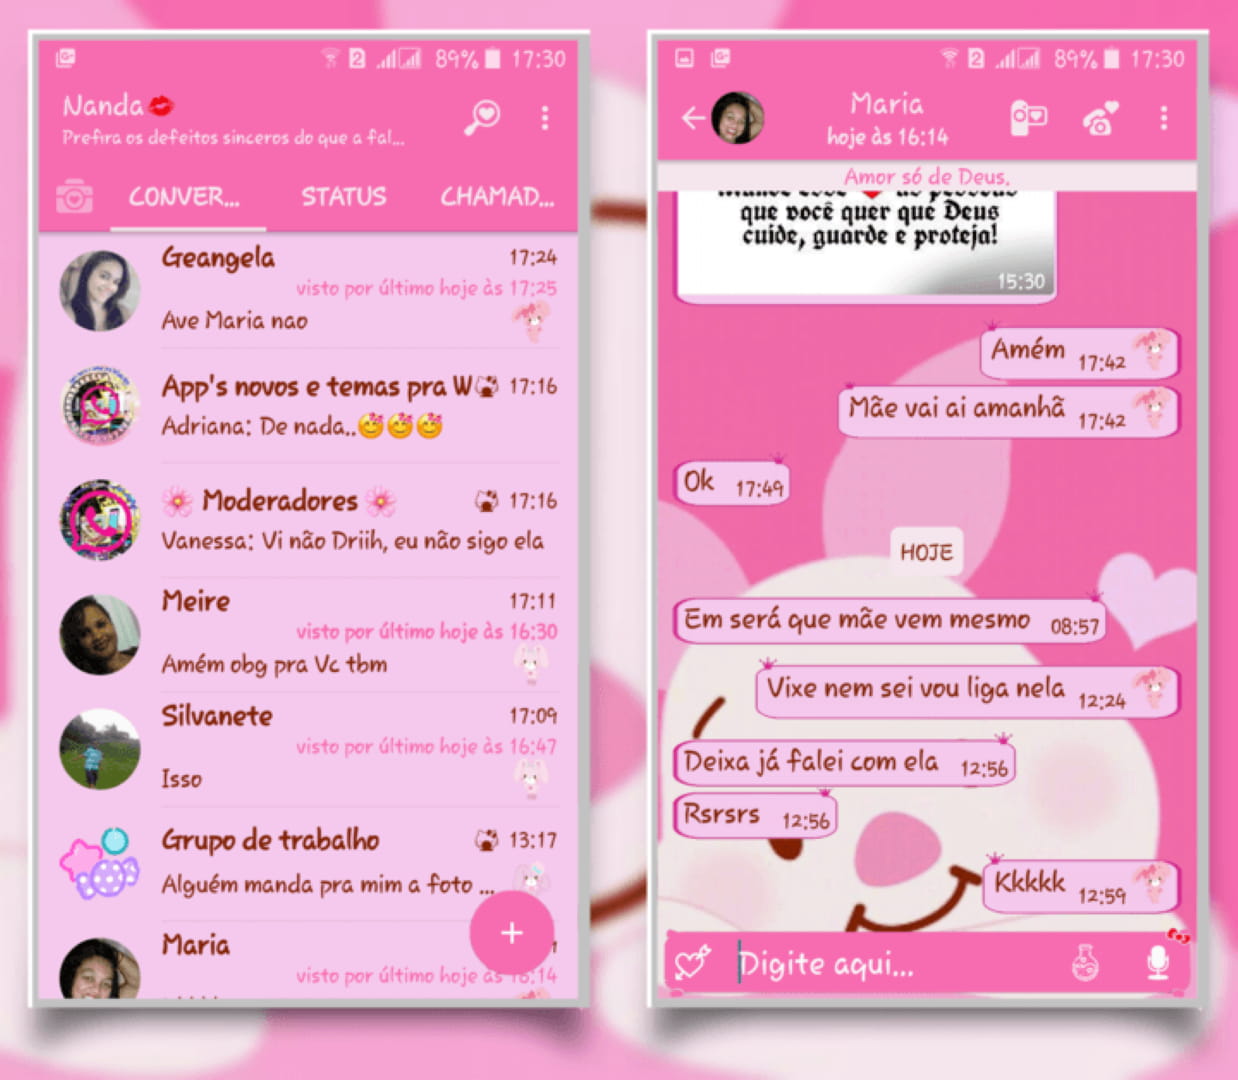 89% 17:30
Nanda💋
Prefira os defeitos sinceros do que a fal...
CONVER... STATUS CHAMAD...
Geangela 17:24
visto por último hoje às 17:25
Ave Maria nao
App's novos e temas pra W 17:16
Adriana: De nada..🥰🥰🥰
🌸 Moderadores 🌸 17:16
Vanessa: Vi não Driih, eu não sigo ela
Meire 17:11
visto por último hoje às 16:30
Amém obg pra Vc tbm
Silvanete 17:09
visto por último hoje às 16:47
Isso
Grupo de trabalho 13:17
Alguém manda pra mim a foto ...
+
Maria
visto por último hoje às 16:14
2 89% 17:30
Maria
hoje às 16:14
Amor só de Deus.
que você quer que Deus
cuide, guarde e proteja!
15:30
Amém 17:42
Mãe vai ai amanhã 17:42
Ok 17:49
HOJE
Em será que mãe vem mesmo 08:57
Vixe nem sei vou liga nela 12:24
Deixa já falei com ela 12:56
Rsrsrs 12:56
Kkkkk 12:59
Digite aqui...